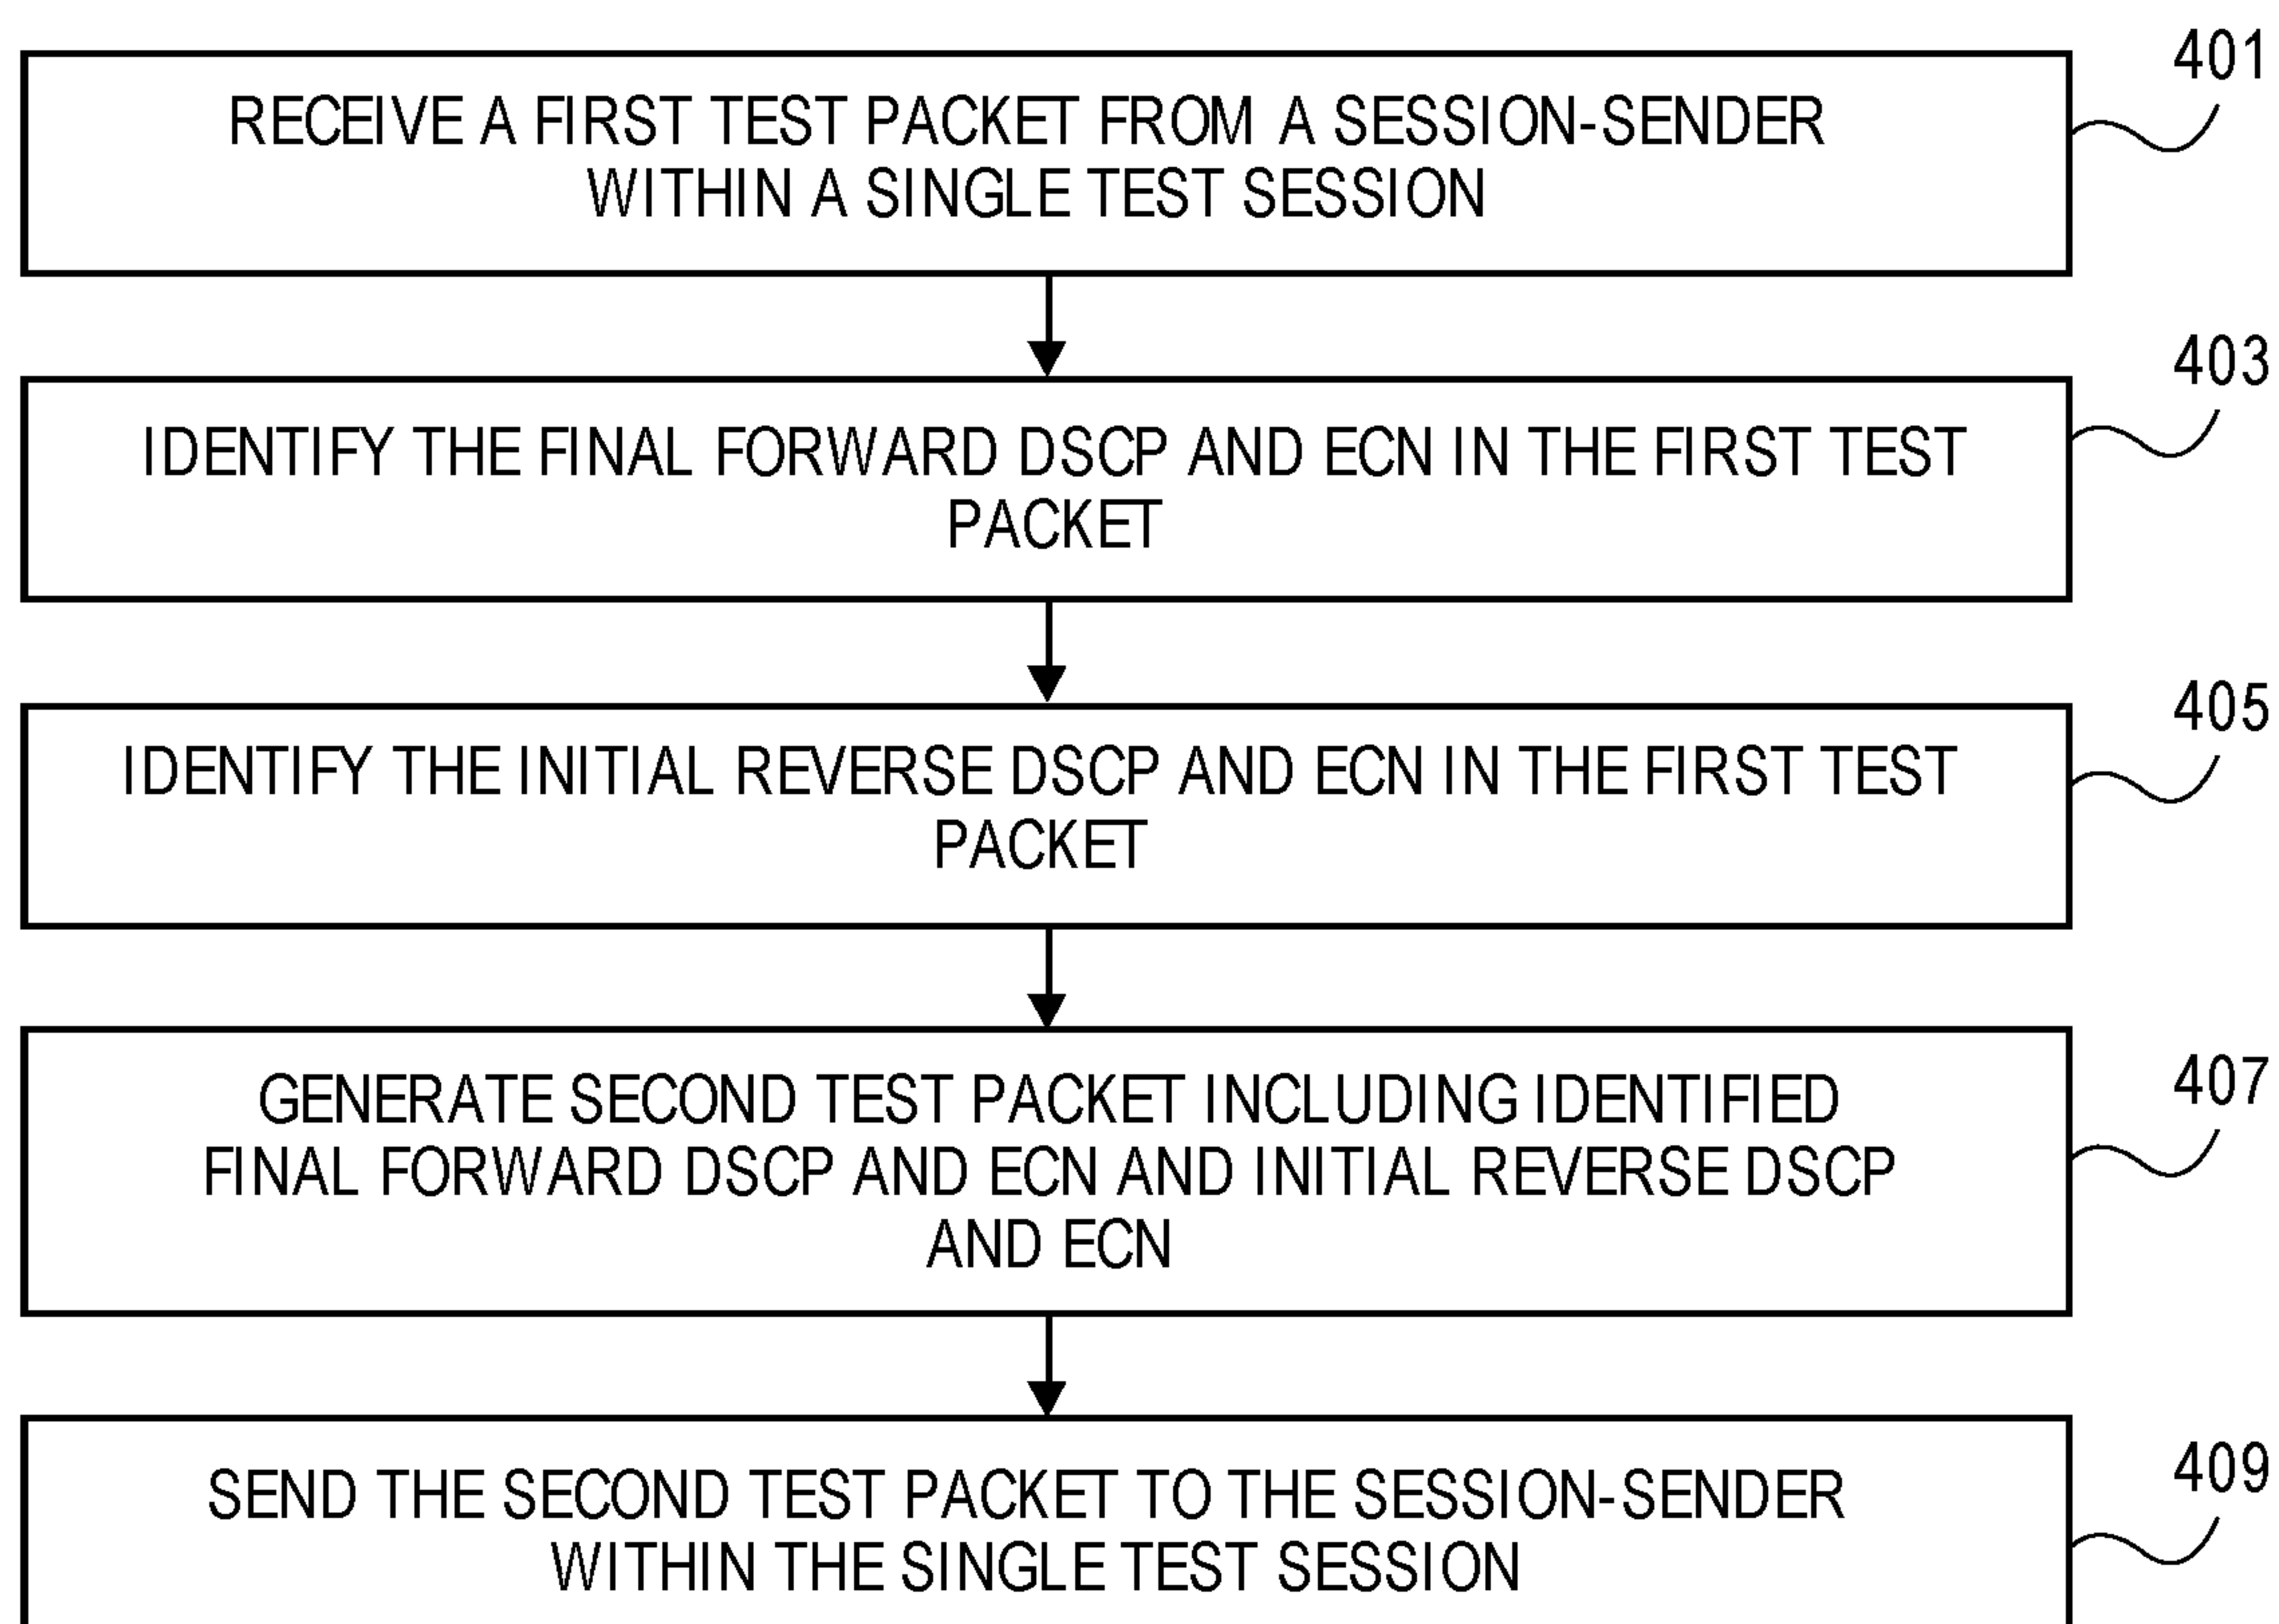 401
RECEIVE A FIRST TEST PACKET FROM A SESSION-SENDER
WITHIN A SINGLE TEST SESSION
403
IDENTIFY THE FINAL FORWARD DSCP AND ECN IN THE FIRST TEST
PACKET
405
IDENTIFY THE INITIAL REVERSE DSCP AND ECN IN THE FIRST TEST
PACKET
407
GENERATE SECOND TEST PACKET INCLUDING IDENTIFIED
FINAL FORWARD DSCP AND ECN AND INITIAL REVERSE DSCP
AND ECN
409
SEND THE SECOND TEST PACKET TO THE SESSION-SENDER
WITHIN THE SINGLE TEST SESSION